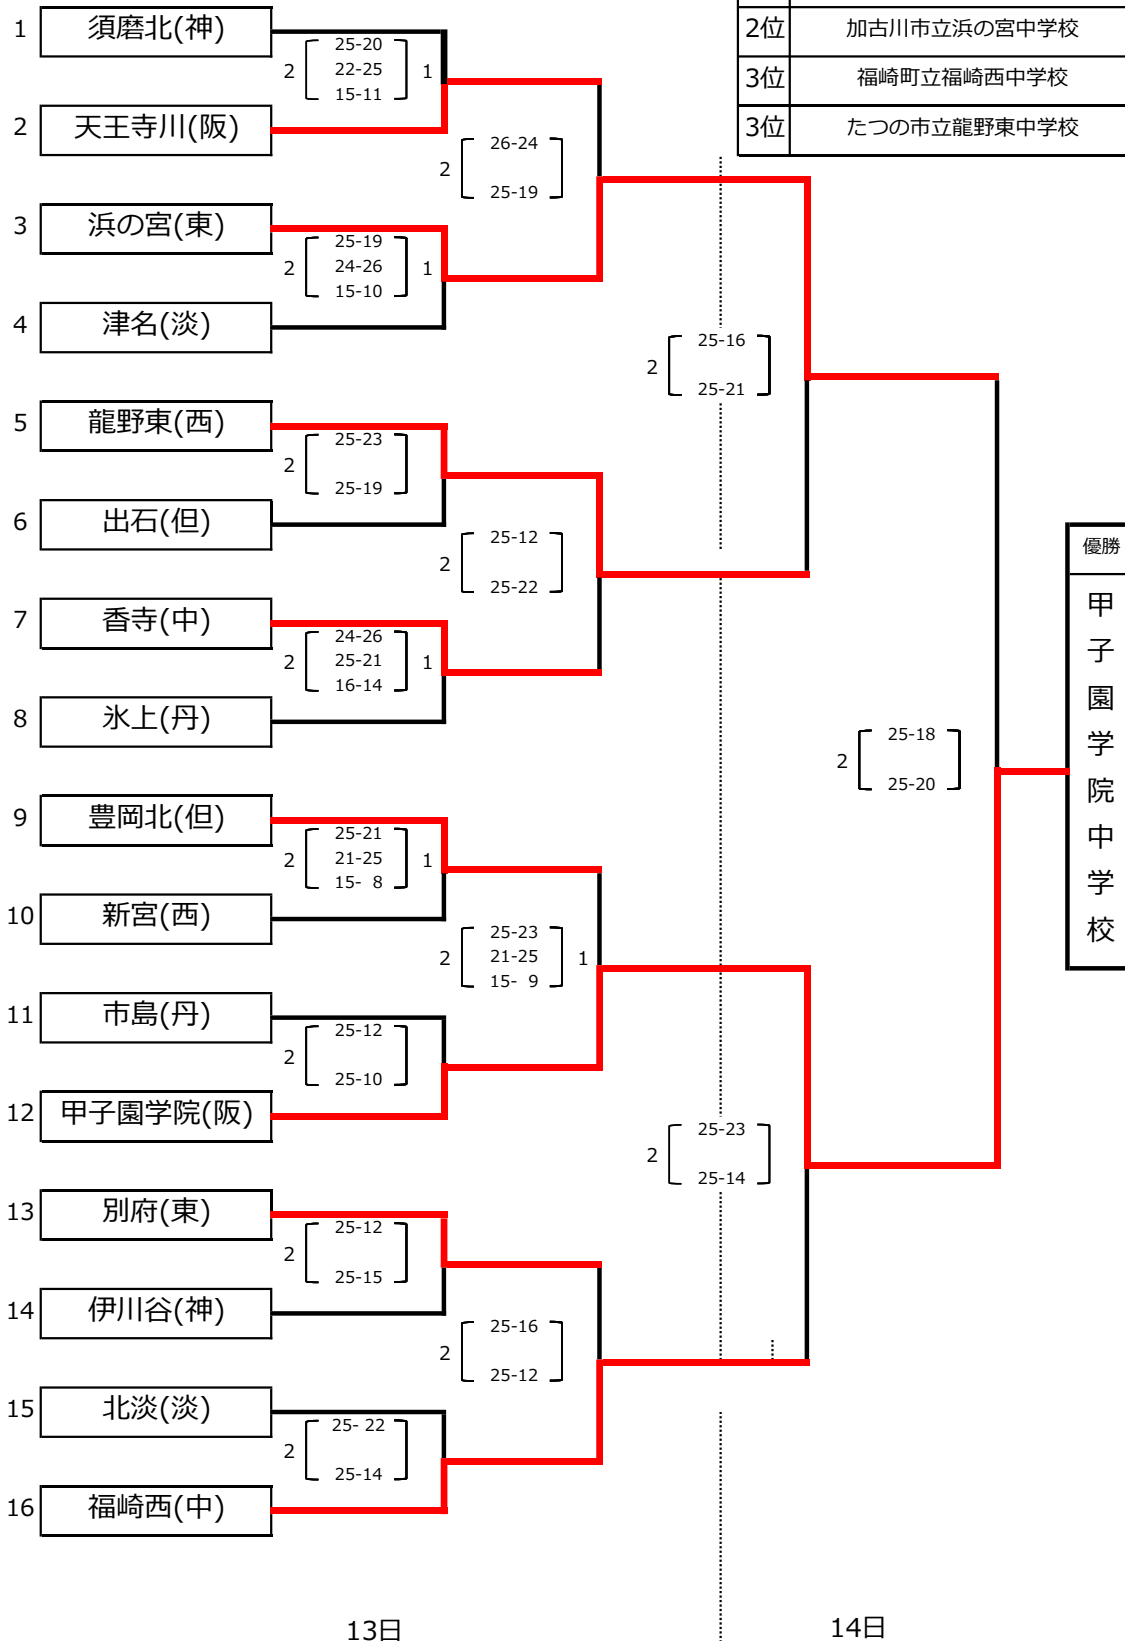 2位 加古川市立浜の宮中学校
3位 福崎町立福崎西中学校
3位 たつの市立龍野東中学校
1 須磨北(神)
25-20
2 22-25 1
15-11
2 天王寺川(阪)
26-24
2
25-19
3 浜の宮(東)
25-19
2 24-26 1
15-10
4 津名(淡)
25-16
2
25-21
5 龍野東(西)
25-23
2
25-19
6 出石(但)
25-12
2
25-22
7 香寺(中)
24-26
2 25-21 1
16-14
8 氷上(丹)
25-18
2
25-20
優勝
甲子園学院中学校
9 豊岡北(但)
25-21
2 21-25 1
15- 8
10 新宮(西)
25-23
2 21-25 1
15- 9
11 市島(丹)
25-12
2
25-10
12 甲子園学院(阪)
25-23
2
25-14
13 別府(東)
25-12
2
25-15
14 伊川谷(神)
25-16
2
25-12
15 北淡(淡)
25- 22
2
25-14
16 福崎西(中)
13日 14日